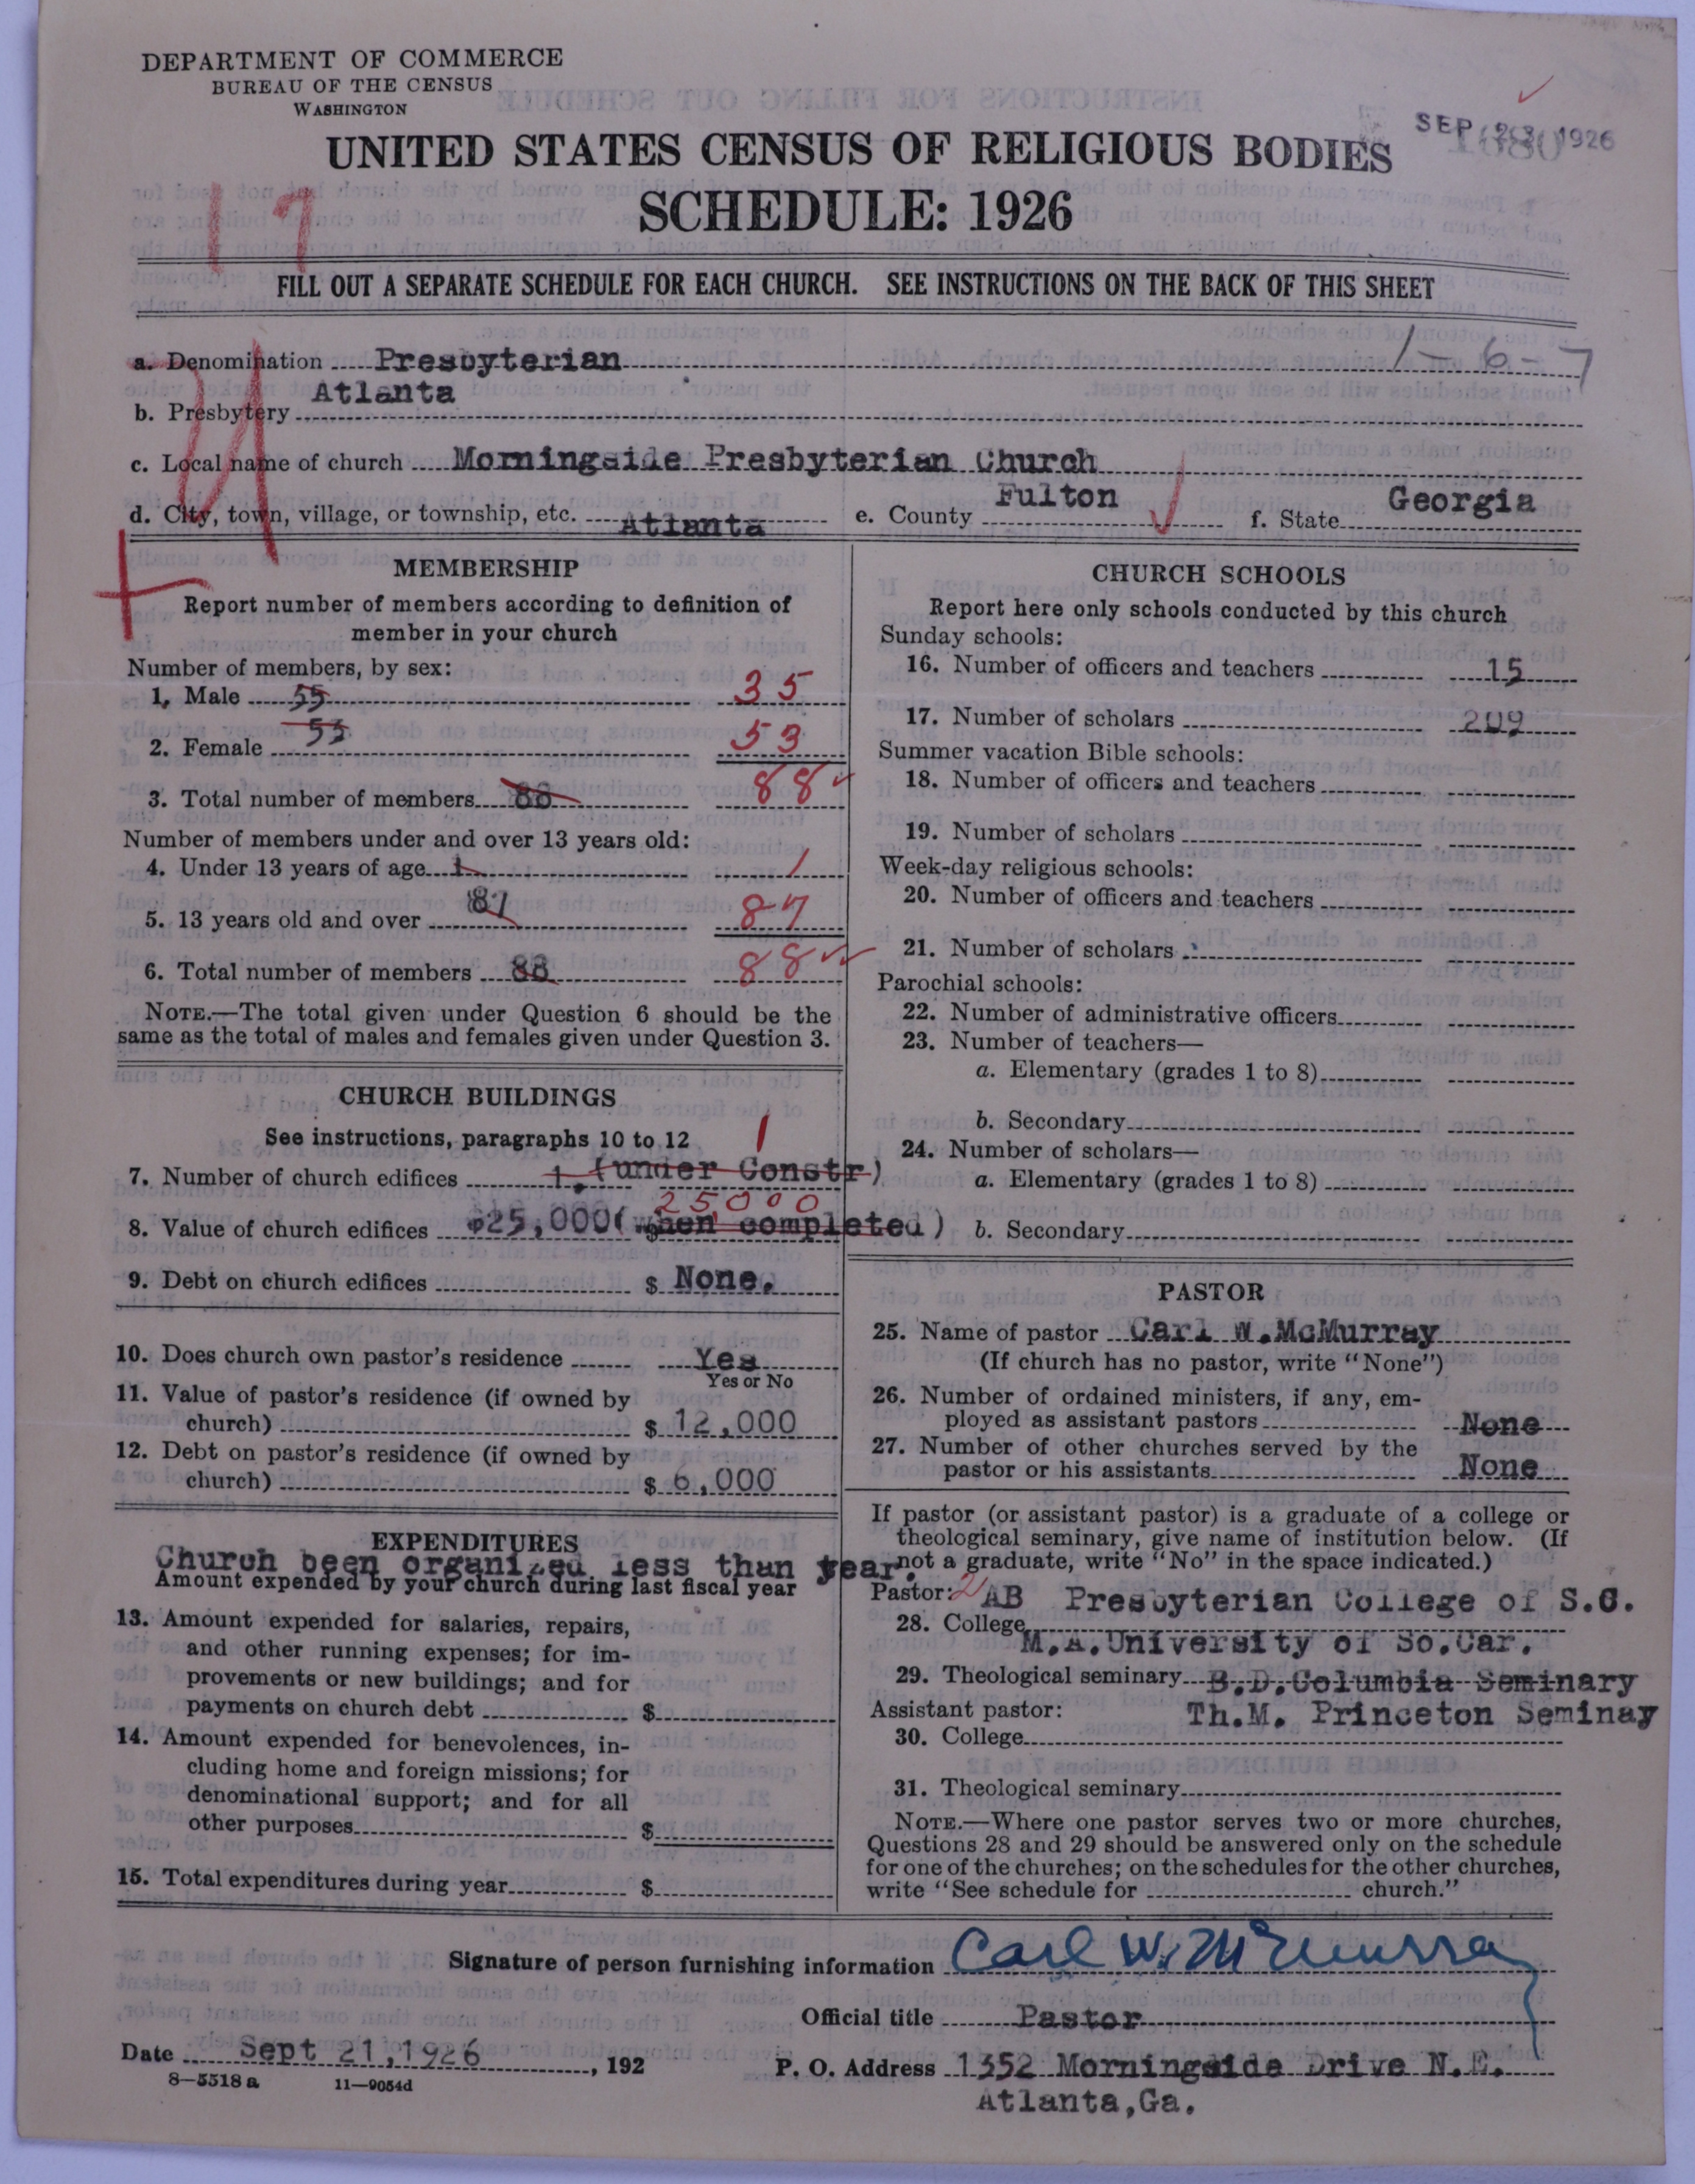 DEPARTMENT OF COMMERCE
BUREAU OF THE CENSUS
WASHINGTON
SEP 23 1926
UNITED STATES CENSUS OF RELIGIOUS BODIES
SCHEDULE: 1926
17
FILL OUT A SEPARATE SCHEDULE FOR EACH CHURCH. SEE INSTRUCTIONS ON THE BACK OF THIS SHEET
a. Denomination Presbyterian 1-6-7
b. Presbytery Atlanta
c. Local name of church Morningside Presbyterian Church
d. City, town, village, or township, etc. Atlanta e. County Fulton f. State Georgia
MEMBERSHIP
Report number of members according to definition of
member in your church
Number of members, by sex:
1. Male 35
2. Female 53 53
3. Total number of members 88 88
Number of members under and over 13 years old:
4. Under 13 years of age 1 1
5. 13 years old and over 87 87
6. Total number of members 88 88
NOTE.—The total given under Question 6 should be the
same as the total of males and females given under Question 3.
CHURCH BUILDINGS
See instructions, paragraphs 10 to 12
1
7. Number of church edifices 1. (under Constr)
25,000
8. Value of church edifices $25,000( when completed )
9. Debt on church edifices $ None.
10. Does church own pastor's residence Yes
Yes or No
11. Value of pastor's residence (if owned by
church) $ 12,000
12. Debt on pastor's residence (if owned by
church) $ 6,000
EXPENDITURES
Church been organized less than year.
Amount expended by your church during last fiscal year
13. Amount expended for salaries, repairs,
and other running expenses; for im-
provements or new buildings; and for
payments on church debt $
14. Amount expended for benevolences, in-
cluding home and foreign missions; for
denominational support; and for all
other purposes $
15. Total expenditures during year $
CHURCH SCHOOLS
Report here only schools conducted by this church
Sunday schools:
16. Number of officers and teachers 15
17. Number of scholars 209
Summer vacation Bible schools:
18. Number of officers and teachers
19. Number of scholars
Week-day religious schools:
20. Number of officers and teachers
21. Number of scholars
Parochial schools:
22. Number of administrative officers
23. Number of teachers—
a. Elementary (grades 1 to 8)
b. Secondary
24. Number of scholars—
a. Elementary (grades 1 to 8)
b. Secondary
PASTOR
25. Name of pastor Carl W.McMurray
(If church has no pastor, write "None")
26. Number of ordained ministers, if any, em-
ployed as assistant pastors None
27. Number of other churches served by the
pastor or his assistants None
If pastor (or assistant pastor) is a graduate of a college or
theological seminary, give name of institution below. (If
not a graduate, write "No" in the space indicated.)
Pastor: 2 AB Presbyterian College of S.C.
28. College M.A.University of So.Car.
29. Theological seminary B.D.Columbia Seminary
Assistant pastor: Th.M. Princeton Seminay
30. College
31. Theological seminary
NOTE.—Where one pastor serves two or more churches,
Questions 28 and 29 should be answered only on the schedule
for one of the churches; on the schedules for the other churches,
write "See schedule for church."
Signature of person furnishing information Carl W. McMurray
Official title Pastor
Date Sept 21,1926, 192 P. O. Address 1352 Morningside Drive N.E.
8-5518 a 11—9054d Atlanta,Ga.